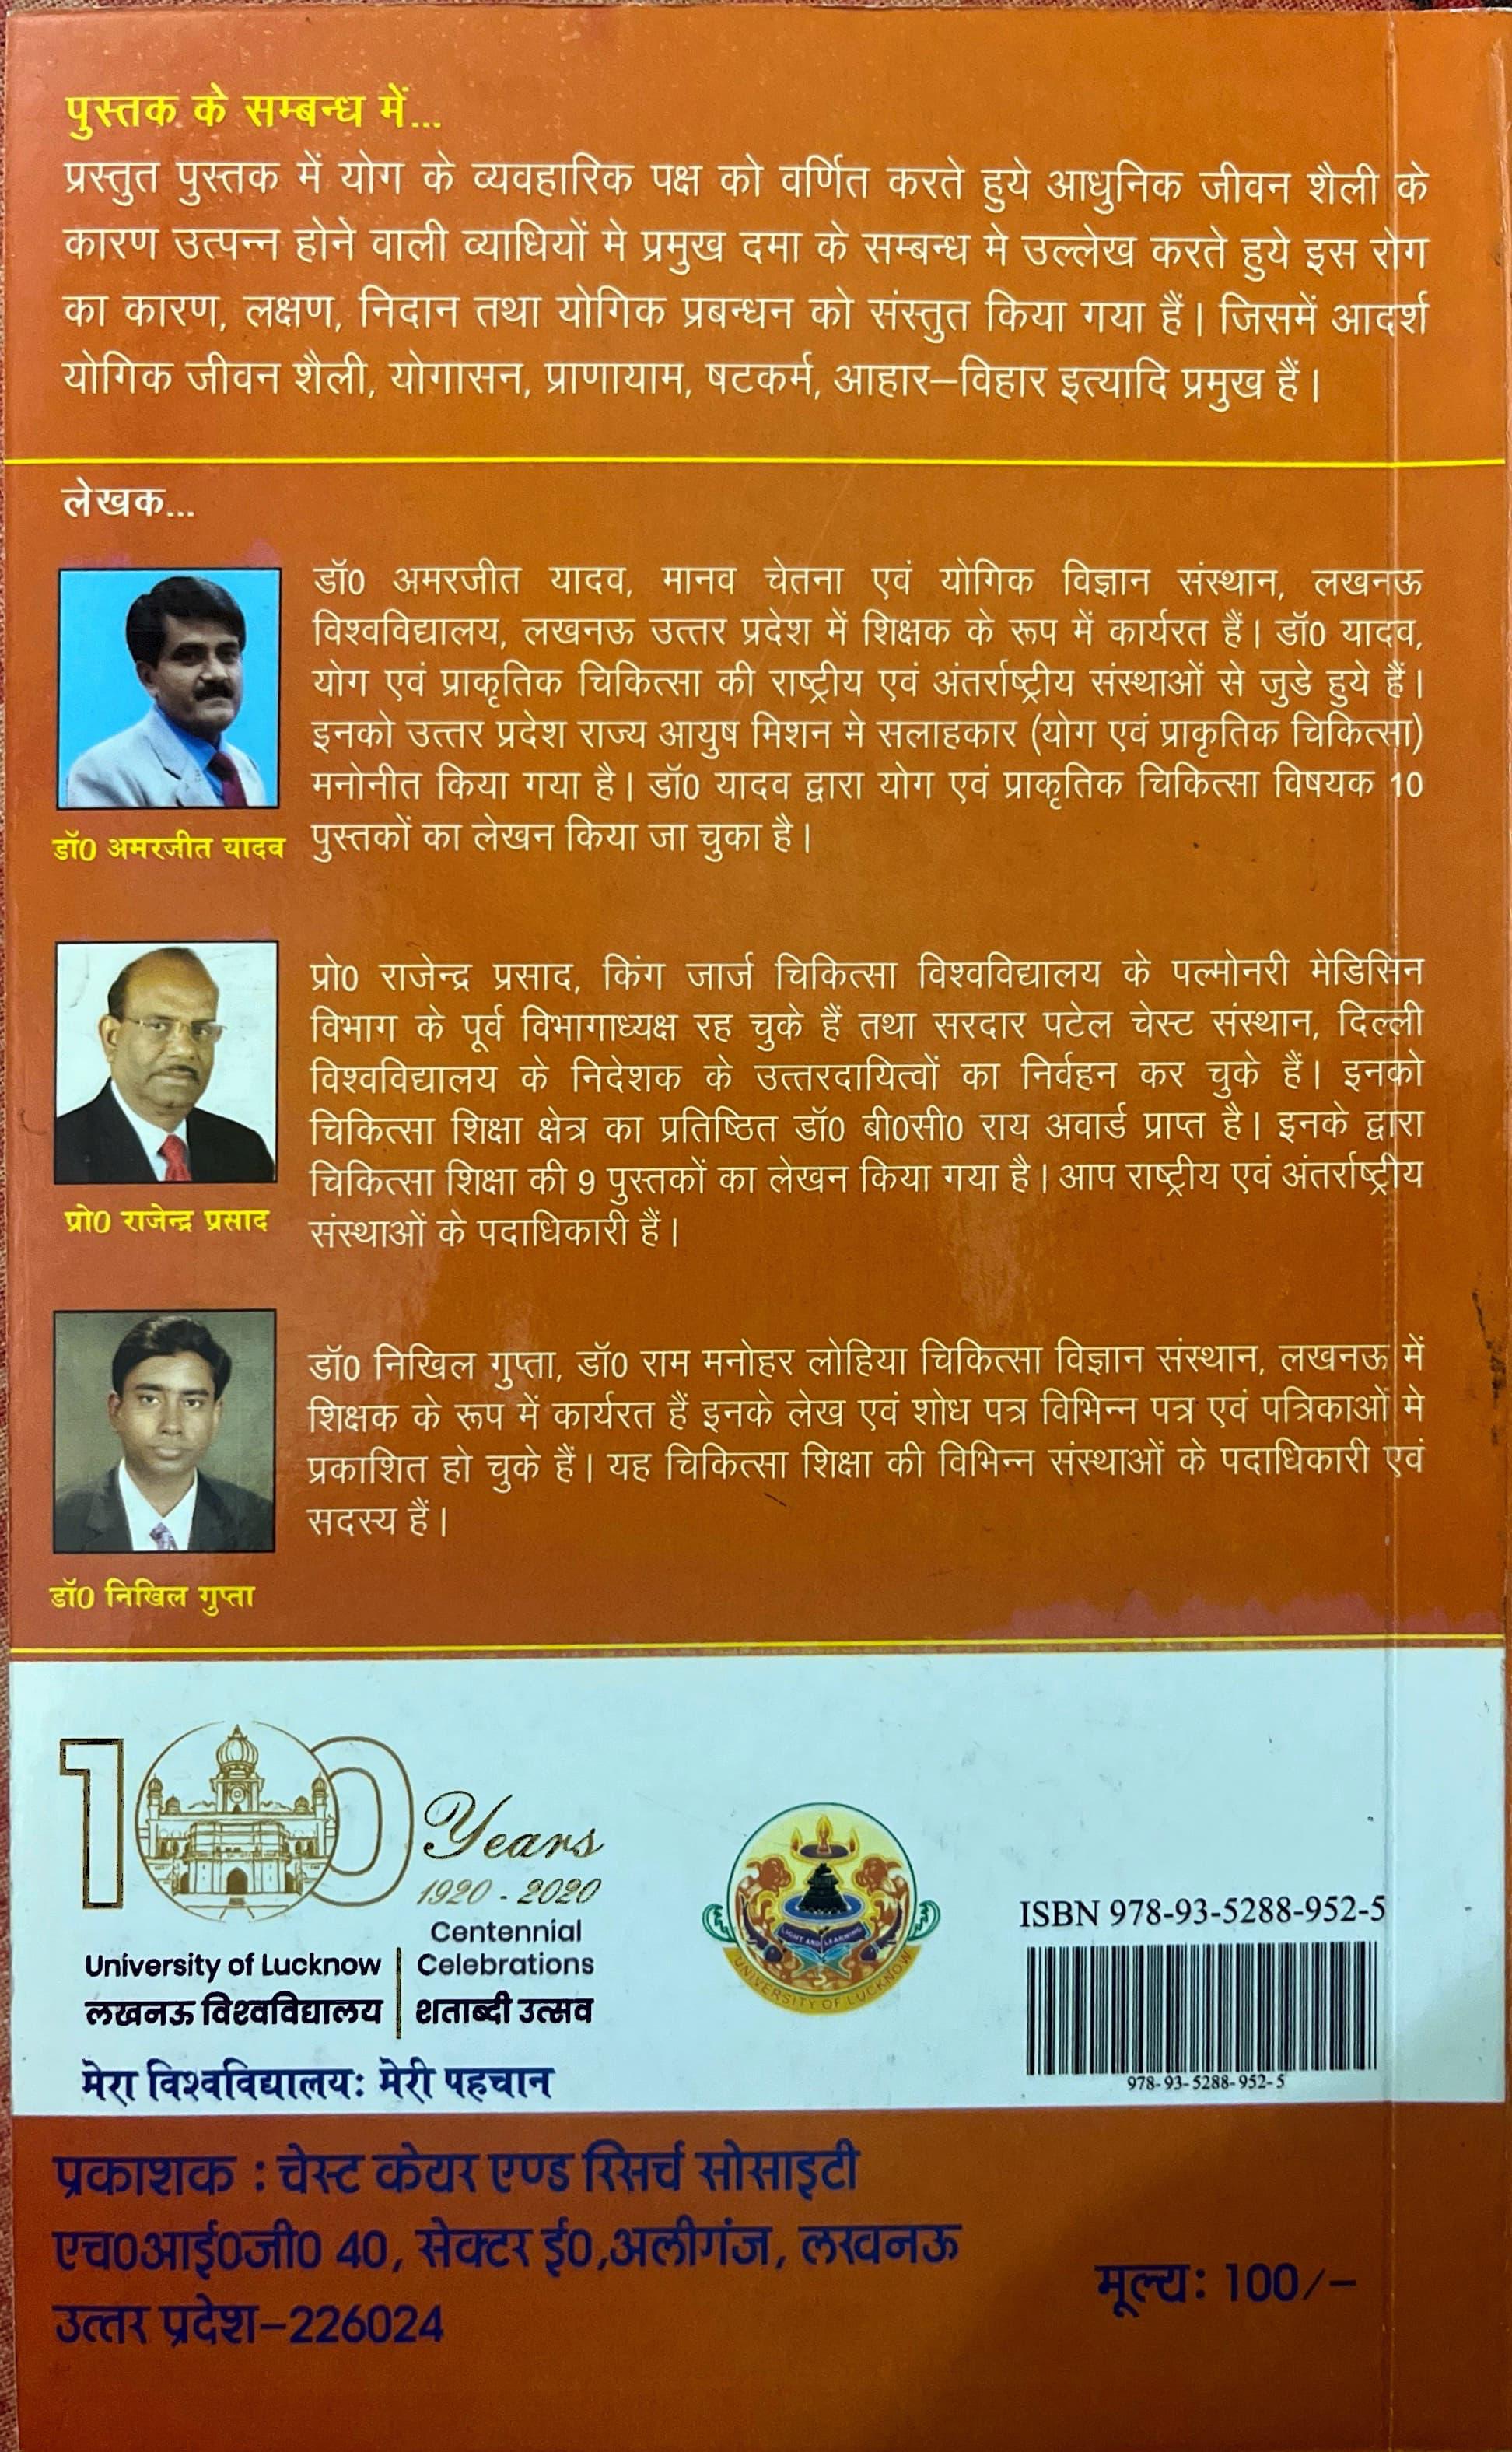 पुस्तक के सम्बन्ध में...
प्रस्तुत पुस्तक में योग के व्यवहारिक पक्ष को वर्णित करते हुये आधुनिक जीवन शैली के
कारण उत्पन्न होने वाली व्याधियों मे प्रमुख दमा के सम्बन्ध मे उल्लेख करते हुये इस रोग
का कारण, लक्षण, निदान तथा योगिक प्रबन्धन को संस्तुत किया गया हैं। जिसमें आदर्श
योगिक जीवन शैली, योगासन, प्राणायाम, षटकर्म, आहार–विहार इत्यादि प्रमुख हैं।
लेखक...
डॉ0 अमरजीत यादव, मानव चेतना एवं योगिक विज्ञान संस्थान, लखनऊ
विश्वविद्यालय, लखनऊ उत्तर प्रदेश में शिक्षक के रूप में कार्यरत हैं। डॉ0 यादव,
योग एवं प्राकृतिक चिकित्सा की राष्ट्रीय एवं अंतर्राष्ट्रीय संस्थाओं से जुडे हुये हैं।
इनको उत्तर प्रदेश राज्य आयुष मिशन मे सलाहकार (योग एवं प्राकृतिक चिकित्सा)
मनोनीत किया गया है। डॉ0 यादव द्वारा योग एवं प्राकृतिक चिकित्सा विषयक 10
पुस्तकों का लेखन किया जा चुका है।
डॉ0 अमरजीत यादव
प्रो0 राजेन्द्र प्रसाद, किंग जार्ज चिकित्सा विश्वविद्यालय के पल्मोनरी मेडिसिन
विभाग के पूर्व विभागाध्यक्ष रह चुके हैं तथा सरदार पटेल चेस्ट संस्थान, दिल्ली
विश्वविद्यालय के निदेशक के उत्तरदायित्वों का निर्वहन कर चुके हैं। इनको
चिकित्सा शिक्षा क्षेत्र का प्रतिष्ठित डॉ0 बी0सी0 राय अवार्ड प्राप्त है। इनके द्वारा
चिकित्सा शिक्षा की 9 पुस्तकों का लेखन किया गया है। आप राष्ट्रीय एवं अंतर्राष्ट्रीय
संस्थाओं के पदाधिकारी हैं।
प्रो0 राजेन्द्र प्रसाद
डॉ0 निखिल गुप्ता, डॉ0 राम मनोहर लोहिया चिकित्सा विज्ञान संस्थान, लखनऊ में
शिक्षक के रूप में कार्यरत हैं इनके लेख एवं शोध पत्र विभिन्न पत्र एवं पत्रिकाओं मे
प्रकाशित हो चुके हैं। यह चिकित्सा शिक्षा की विभिन्न संस्थाओं के पदाधिकारी एवं
सदस्य हैं।
डॉ0 निखिल गुप्ता
100 Years
1920 - 2020
Centennial
University of Lucknow | Celebrations
लखनऊ विश्वविद्यालय | शताब्दी उत्सव
मेरा विश्वविद्यालयः मेरी पहचान
LIGHT AND LEARNING
UNIVERSITY OF LUCKNOW
ISBN 978-93-5288-952-5
978-93-5288-952-5
प्रकाशक : चेस्ट केयर एण्ड रिसर्च सोसाइटी
एच0आई0जी0 40, सेक्टर ई0,अलीगंज, लखनऊ
उत्तर प्रदेश–226024
मूल्यः 100/–